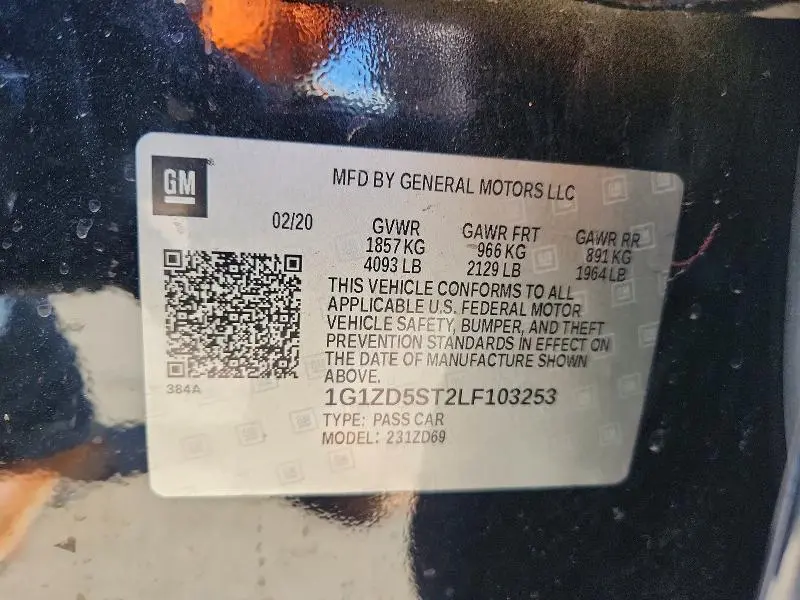 GM
MFD BY GENERAL MOTORS LLC
02/20
GVWR GAWR FRT GAWR RR
1857 KG 966 KG 891 KG
4093 LB 2129 LB 1964 LB
THIS VEHICLE CONFORMS TO ALL
APPLICABLE U.S. FEDERAL MOTOR
VEHICLE SAFETY, BUMPER, AND THEFT
PREVENTION STANDARDS IN EFFECT ON
THE DATE OF MANUFACTURE SHOWN
ABOVE.
384A
1G1ZD5ST2LF103253
TYPE: PASS CAR
MODEL: 231ZD69